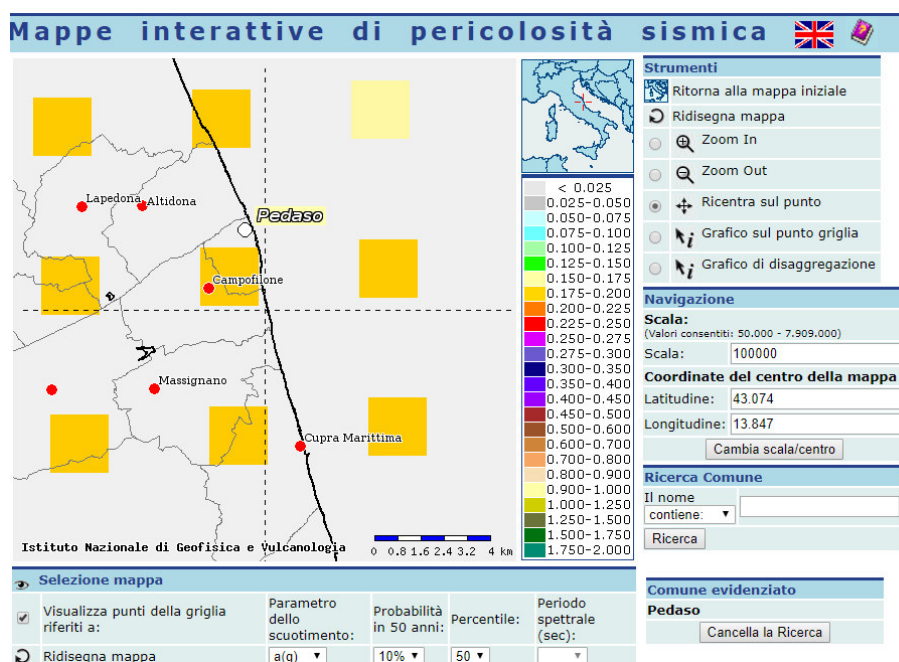 Mappe interattive di pericolosità sismica
Lapedona
Altidona
Pedaso
Campofilone
Massignano
Cupra Marittima
Istituto Nazionale di Geofisica e Vulcanologia
0 0.8 1.6 2.4 3.2 4 km
< 0.025
0.025-0.050
0.050-0.075
0.075-0.100
0.100-0.125
0.125-0.150
0.150-0.175
0.175-0.200
0.200-0.225
0.225-0.250
0.250-0.275
0.275-0.300
0.300-0.350
0.350-0.400
0.400-0.450
0.450-0.500
0.500-0.600
0.600-0.700
0.700-0.800
0.800-0.900
0.900-1.000
1.000-1.250
1.250-1.500
1.500-1.750
1.750-2.000
Strumenti
Ritorna alla mappa iniziale
Ridisegna mappa
Zoom In
Zoom Out
Ricentra sul punto
Grafico sul punto griglia
Grafico di disaggregazione
Navigazione
Scala:
(Valori consentiti: 50.000 - 7.909.000)
Scala: 100000
Coordinate del centro della mappa
Latitudine: 43.074
Longitudine: 13.847
Cambia scala/centro
Ricerca Comune
Il nome
contiene:
Ricerca
Comune evidenziato
Pedaso
Cancella la Ricerca
Selezione mappa
Visualizza punti della griglia
riferiti a:
Parametro
dello
scuotimento:
Probabilità
in 50 anni:
Percentile:
Periodo
spettrale
(sec):
Ridisegna mappa
a(g)
10%
50